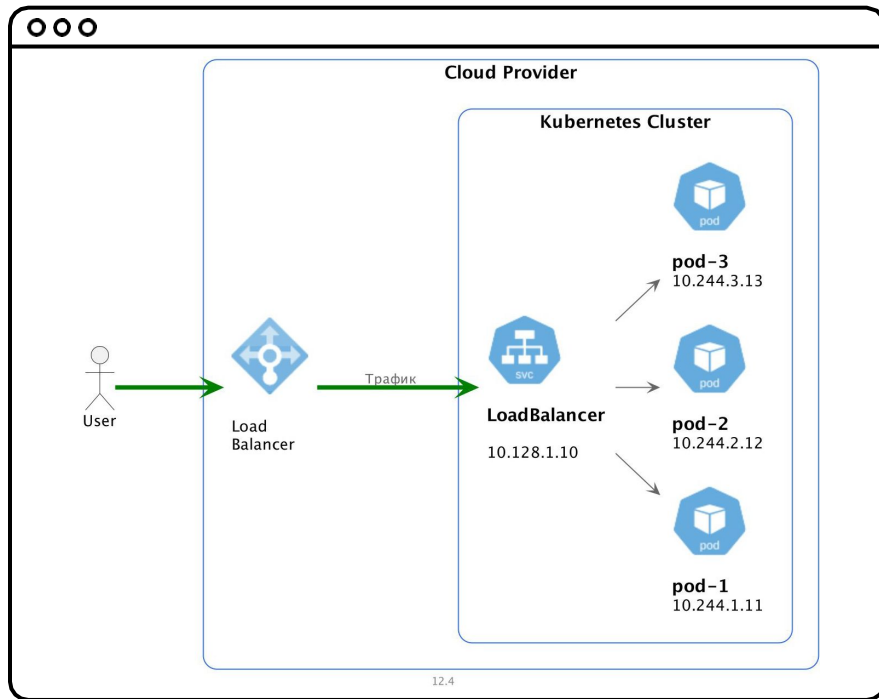 Cloud Provider
Kubernetes Cluster
pod
pod-3
10.244.3.13
User
Load
Balancer
Трафик
svc
LoadBalancer
10.128.1.10
pod
pod-2
10.244.2.12
pod
pod-1
10.244.1.11
12.4